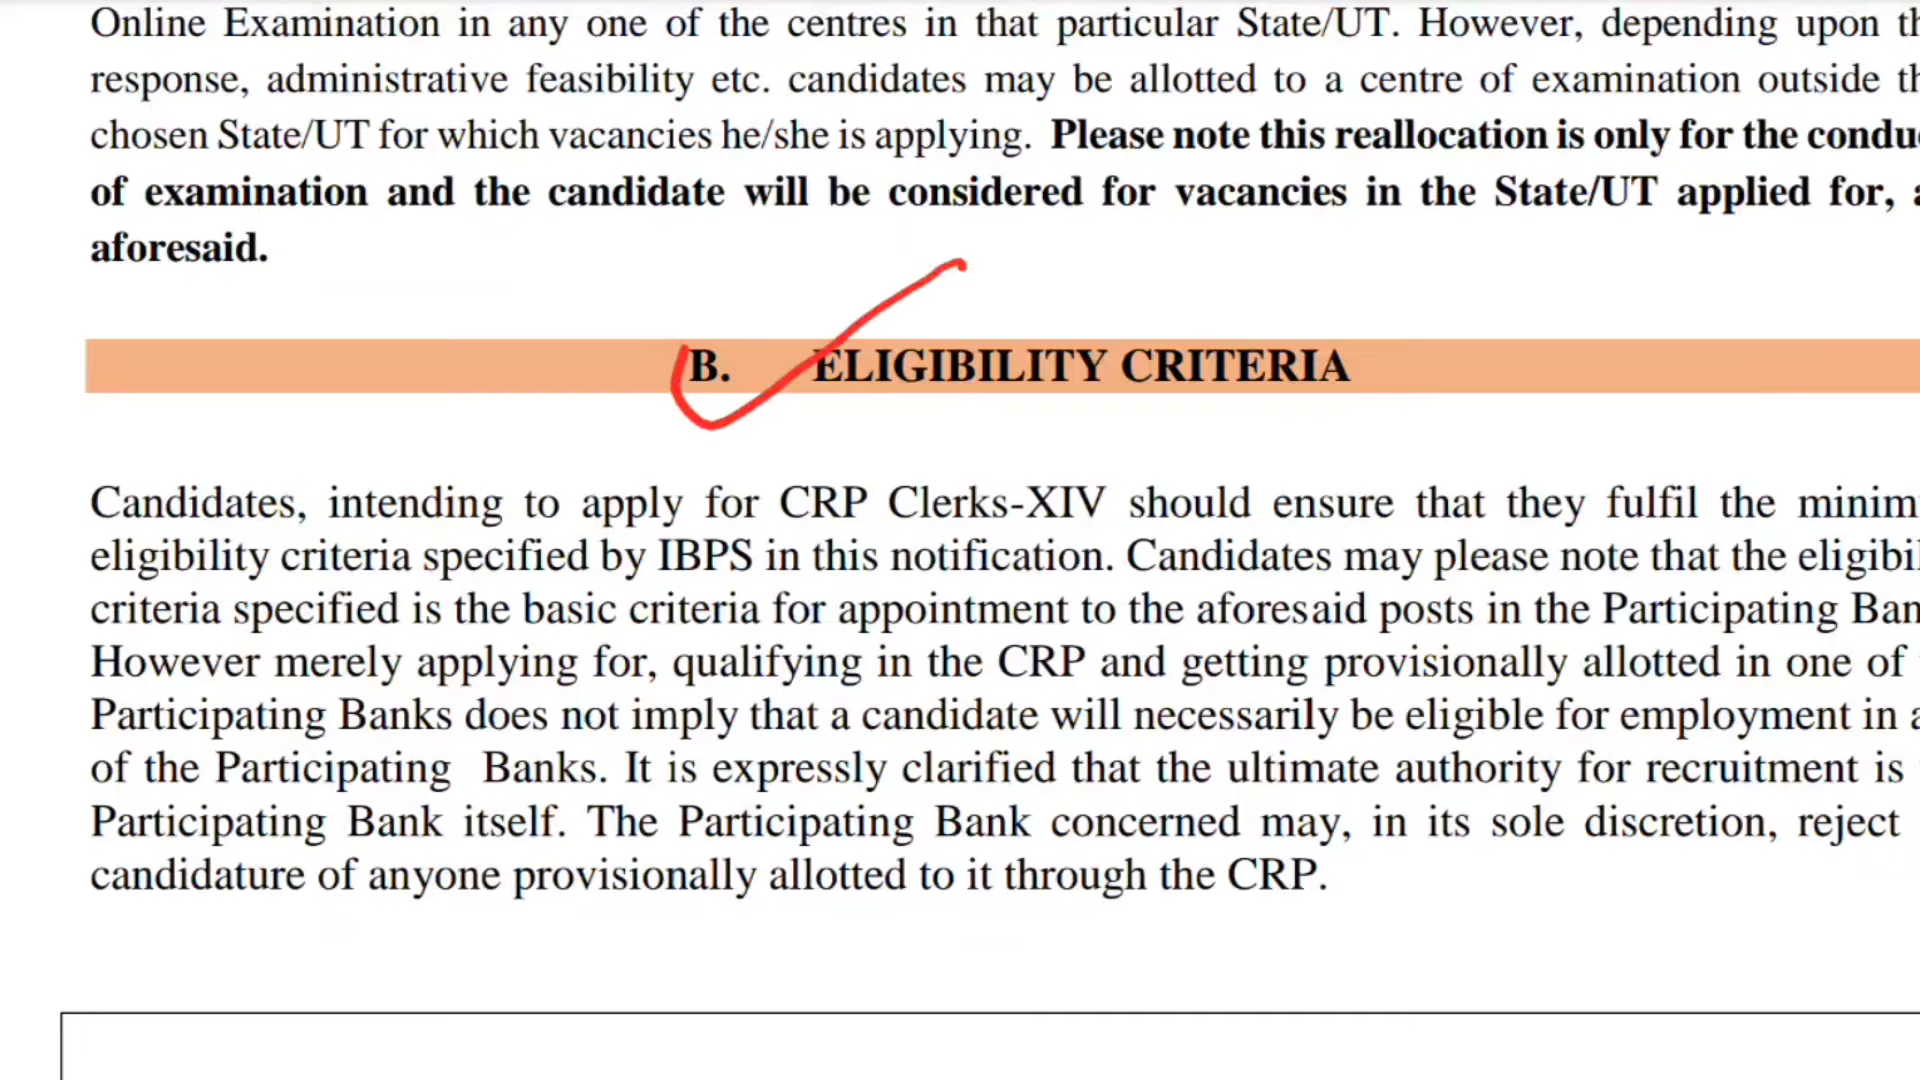 Online Examination in any one of the centres in that particular State/UT. However, depending upon
response, administrative feasibility etc. candidates may be allotted to a centre of examination outside
chosen State/UT for which vacancies he/she is applying. Please note this reallocation is only for the
of examination and the candidate will be considered for vacancies in the State/UT applied for,
aforesaid.
B. ELIGIBILITY CRITERIA
Candidates, intending to apply for CRP Clerks-XIV should ensure that they fulfil the
eligibility criteria specified by IBPS in this notification. Candidates may please note that the
criteria specified is the basic criteria for appointment to the aforesaid posts in the Participating
However merely applying for, qualifying in the CRP and getting provisionally allotted in one of
Participating Banks does not imply that a candidate will necessarily be eligible for employment in
of the Participating Banks. It is expressly clarified that the ultimate authority for recruitment is
Participating Bank itself. The Participating Bank concerned may, in its sole discretion, reject
candidature of anyone provisionally allotted to it through the CRP.